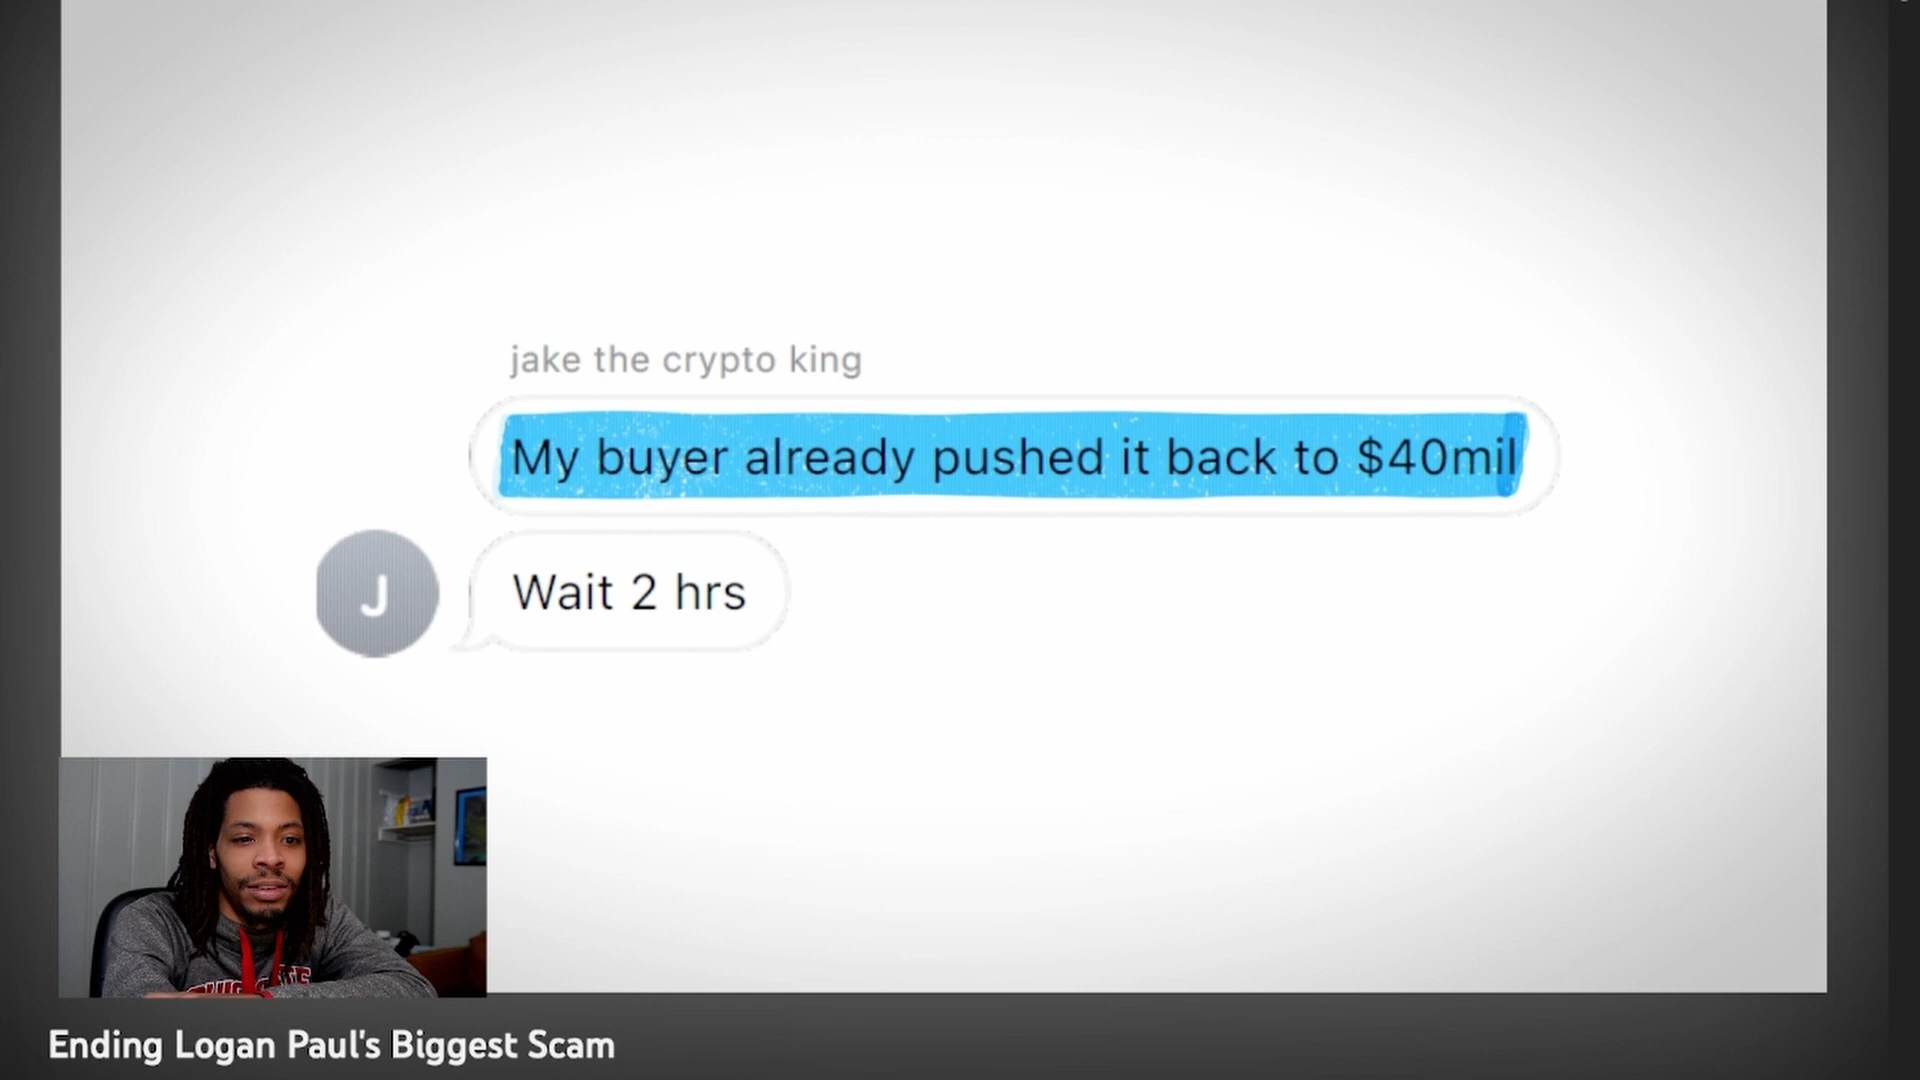 jake the crypto king
My buyer already pushed it back to $40mil
J
Wait 2 hrs
Ending Logan Paul's Biggest Scam